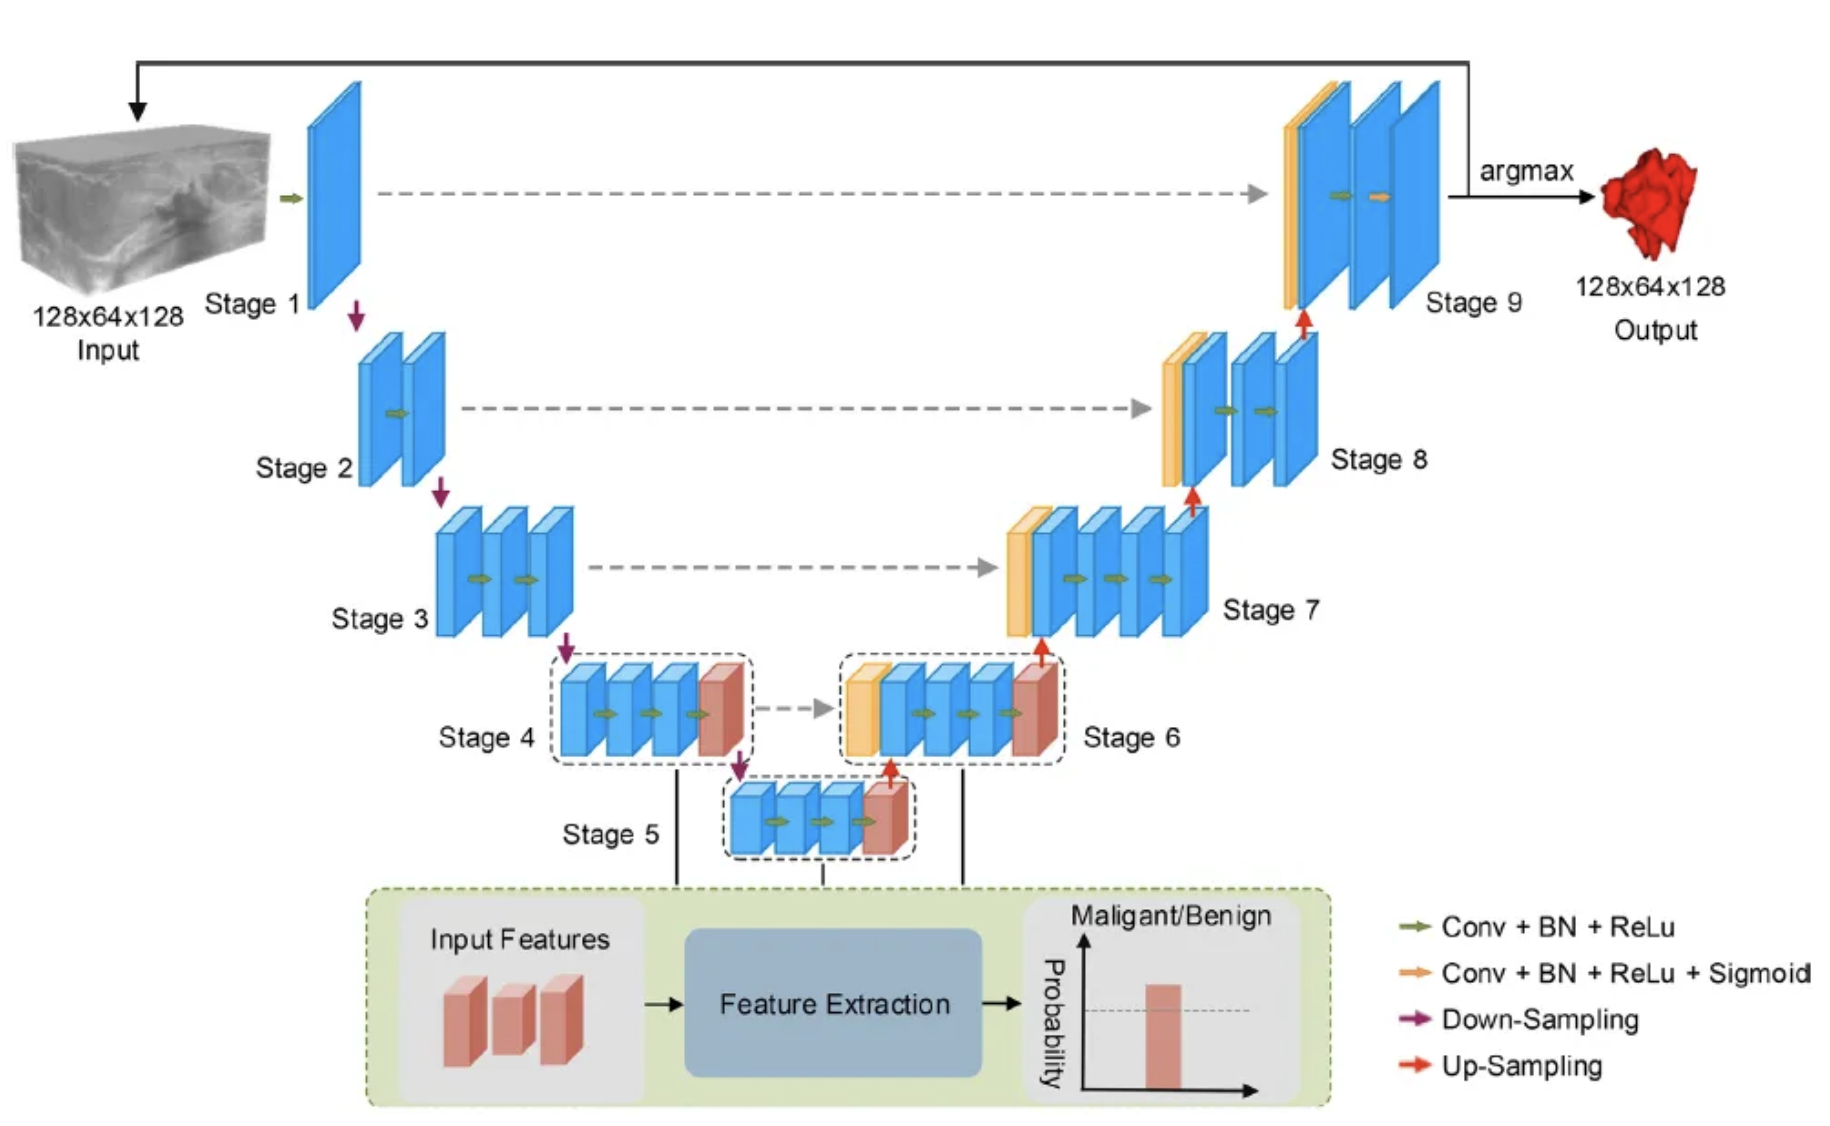 argmax
128x64x128
Input
Stage 1
Stage 9
128x64x128
Output
Stage 2
Stage 8
Stage 3
Stage 7
Stage 4
Stage 6
Stage 5
Input Features
Feature Extraction
Maligant/Benign
Probability
Conv + BN + ReLu
Conv + BN + ReLu + Sigmoid
Down-Sampling
Up-Sampling